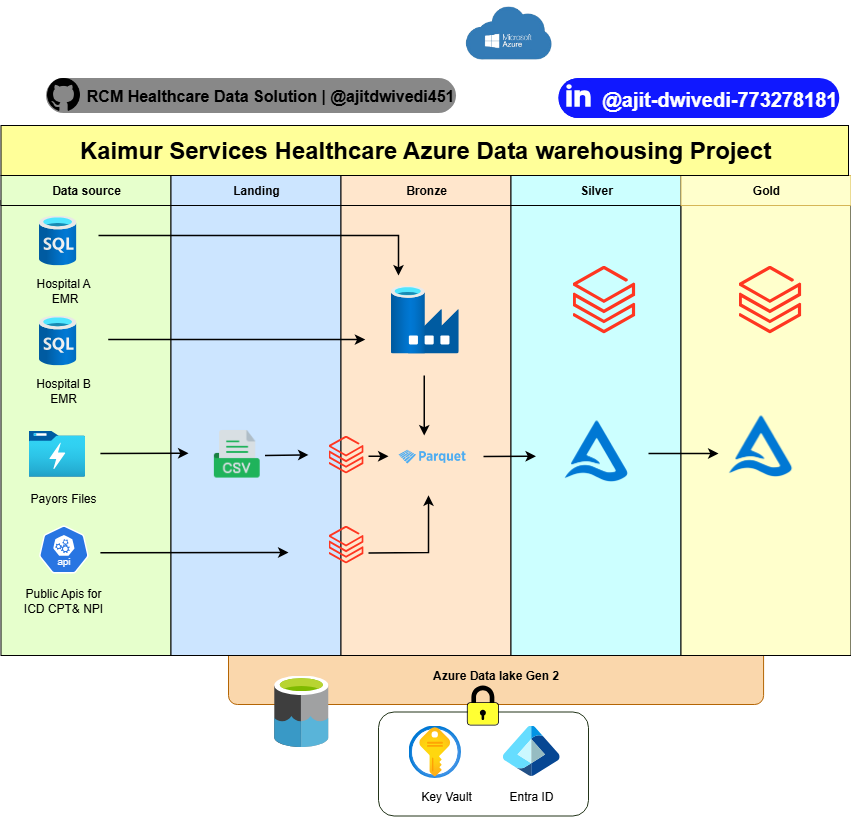 Microsoft
Azure
RCM Healthcare Data Solution | @ajitdwivedi451
in @ajit-dwivedi-773278181
Kaimur Services Healthcare Azure Data warehousing Project
Data source
Landing
Bronze
Silver
Gold
SQL
Hospital A
EMR
SQL
Hospital B
EMR
Payors Files
CSV
Parquet
api
Public Apis for
ICD CPT& NPI
Azure Data lake Gen 2
Key Vault
Entra ID